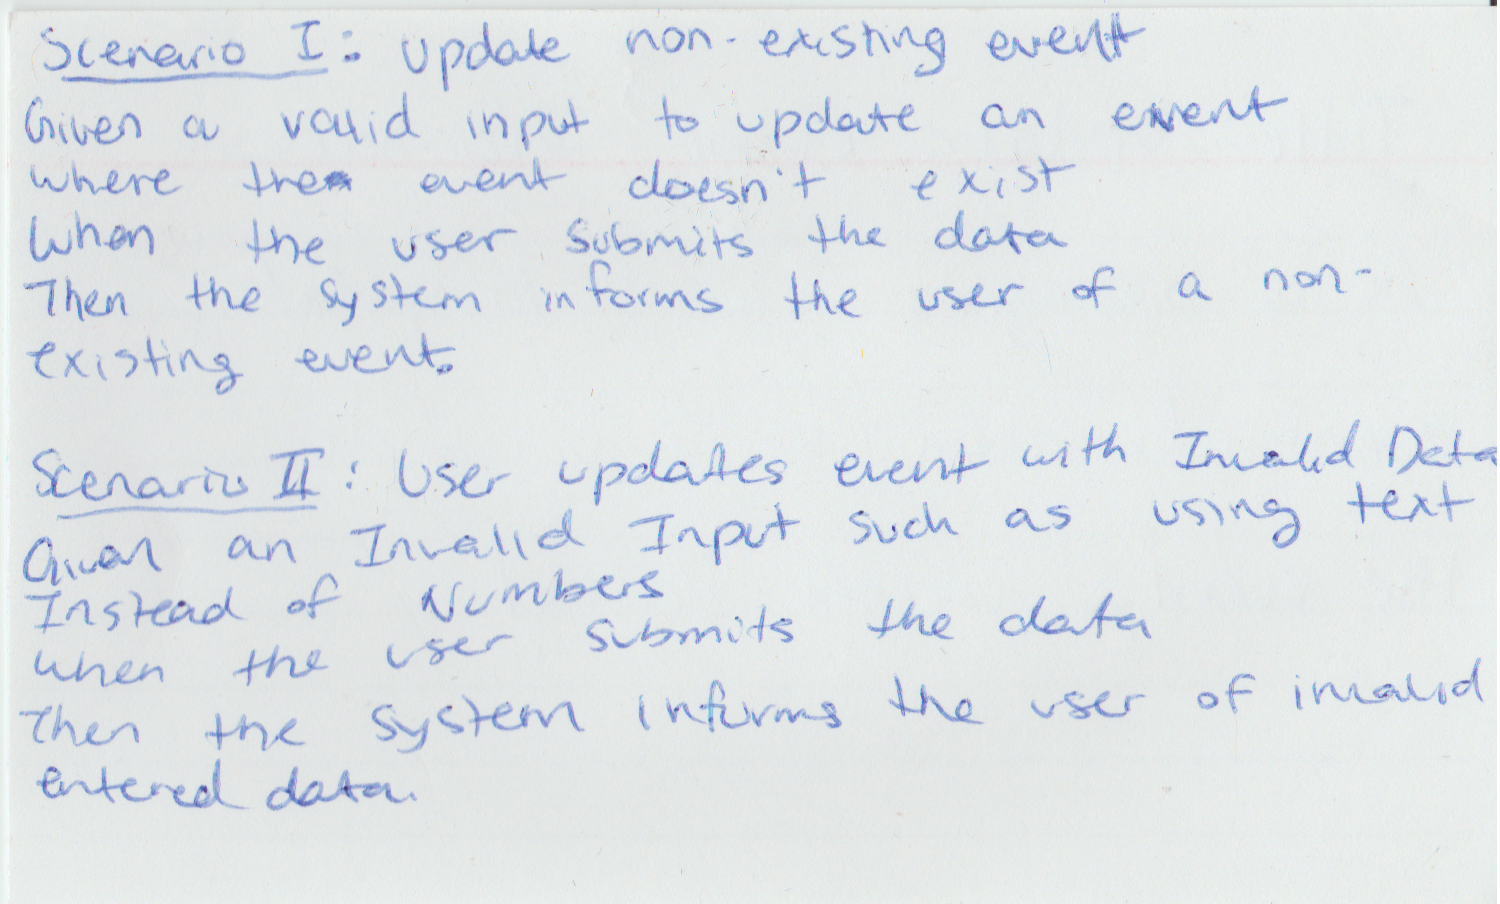 Scenario I: Update non-existing event
Given a valid input to update an event
where the event doesn't exist
When the user submits the data
Then the system informs the user of a non-
existing event.
Scenario II: User updates event with Invalid Data
Given an Invalid Input such as using text
Instead of Numbers
when the user submits the data
Then the system informs the user of invalid
entered data.